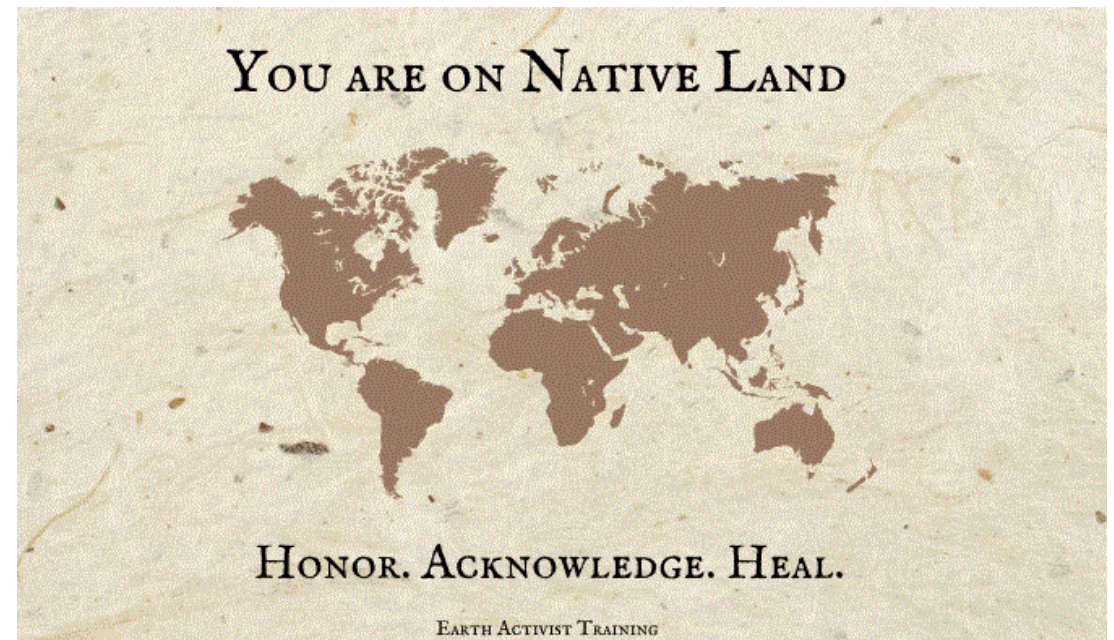 You are on Native Land
Honor. Acknowledge. Heal.
Earth Activist Training